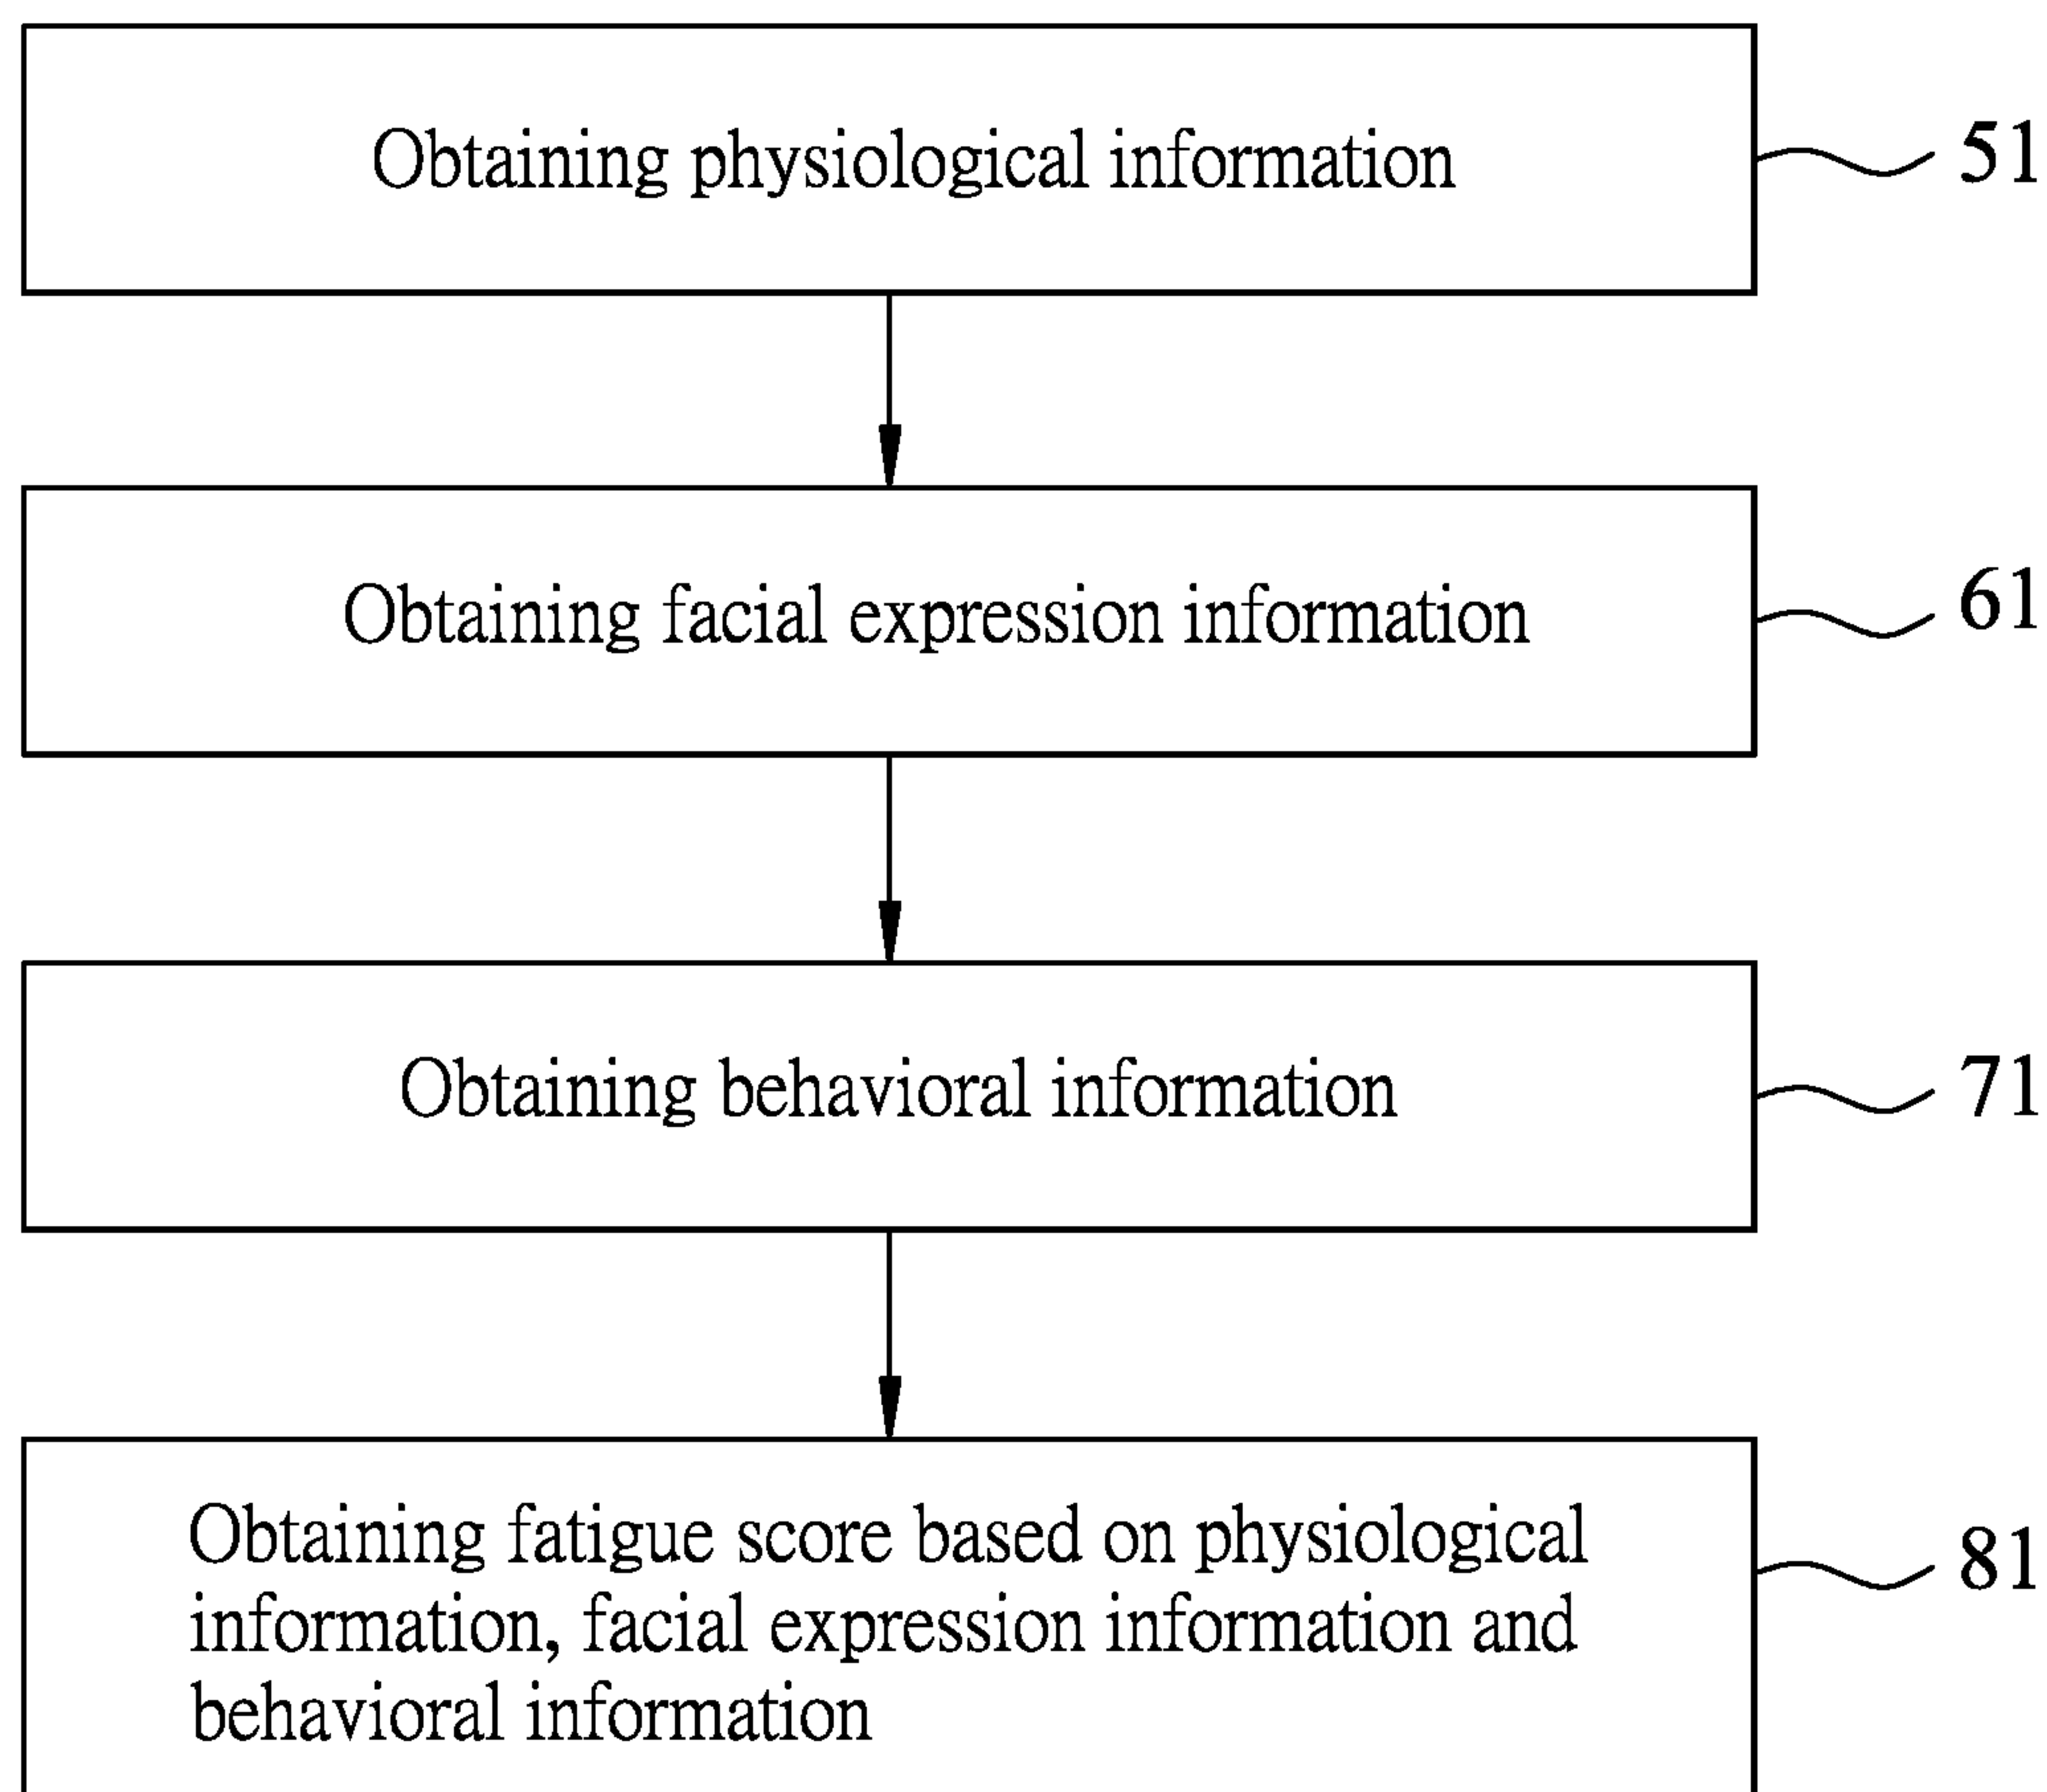 Obtaining physiological information
51
Obtaining facial expression information
61
Obtaining behavioral information
71
Obtaining fatigue score based on physiological
information, facial expression information and
behavioral information
81